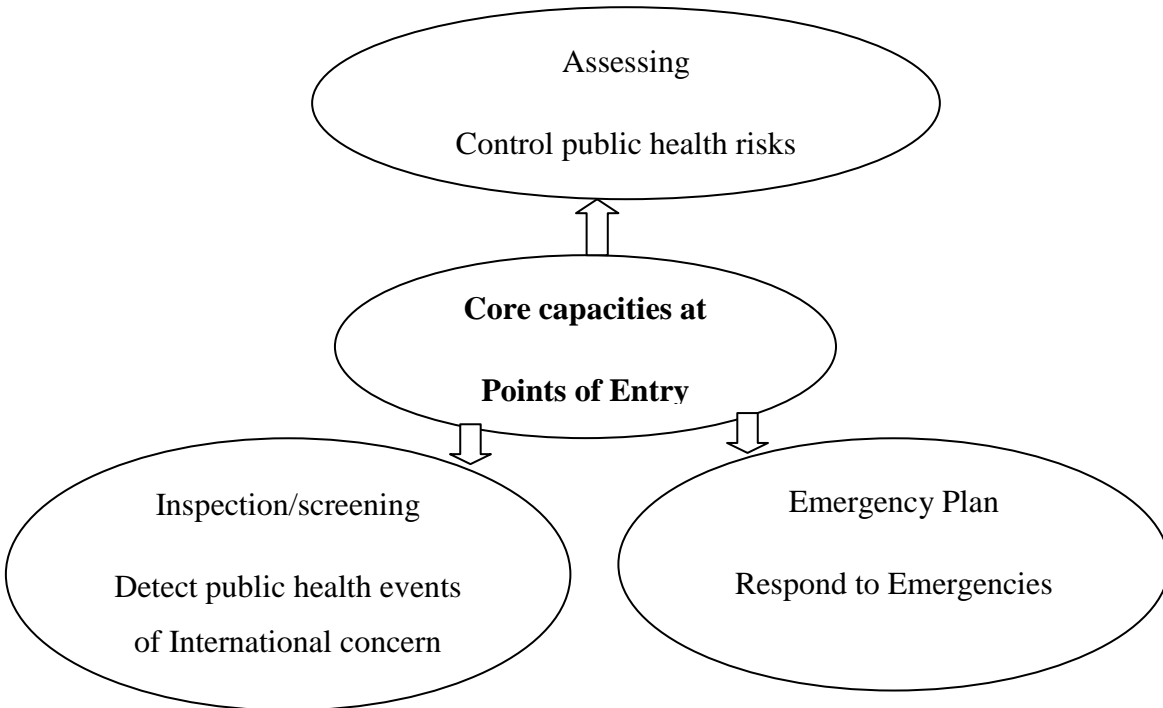 Assessing
Control public health risks
Core capacities at
Points of Entry
Inspection/screening
Detect public health events
of International concern
Emergency Plan
Respond to Emergencies